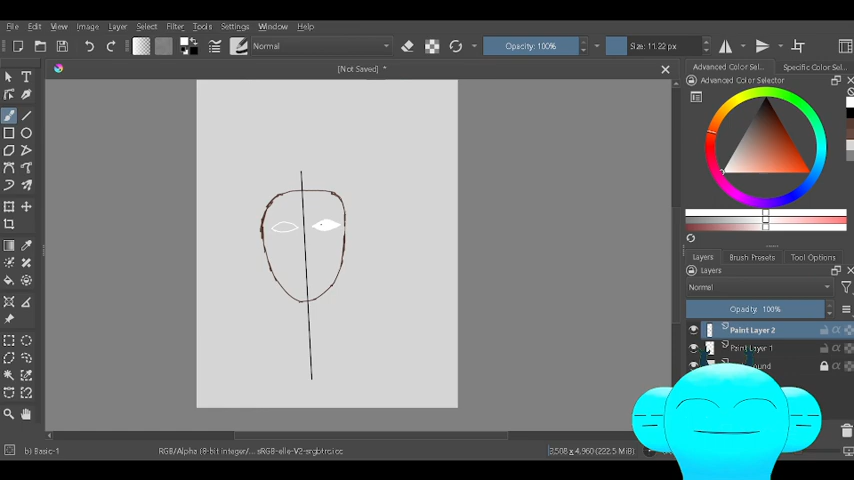 File Edit View Image Layer Select Filter Tools Settings Window Help
Normal Opacity: 100% Size: 11.22 px
[Not Saved] *
Advanced Color Sel... Specific Color Sel...
Advanced Color Selector
Layers Brush Presets Tool Options
Layers
Normal
Opacity: 100%
Paint Layer 2
Paint Layer 1
b) Basic-1 RGB/Alpha (8-bit integer/... sRGB-elle-V2-srgbtrc.icc 3,508 x 4,960 (222.5 MiB)